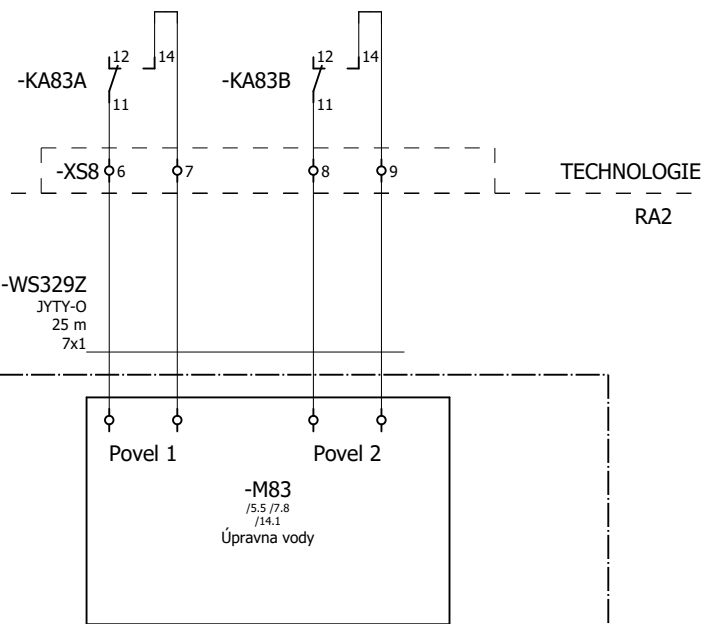 12 14 12 14
-KA83A -KA83B
11 11
-XS8 6 7 8 9 TECHNOLOGIE
RA2
-WS329Z
JYTY-O
25 m
7x1
Povel 1 Povel 2
-M83
/5.5 /7.8
/14.1
Úpravna vody